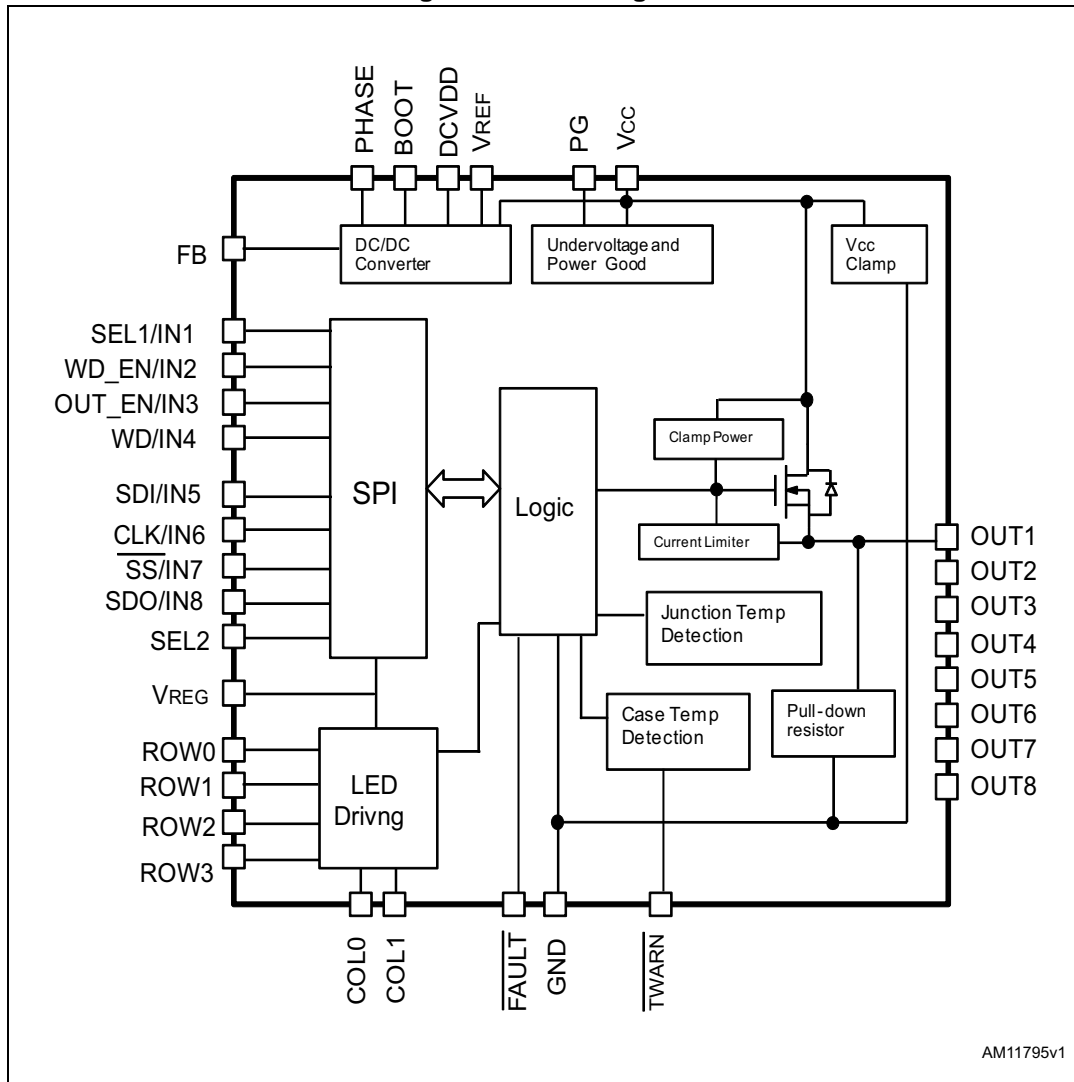 PHASE
BOOT
DCVDD
VREF
PG
VCC
FB
DC/DC
Converter
Undervoltage and
Power Good
Vcc
Clamp
SEL1/IN1
WD_EN/IN2
OUT_EN/IN3
WD/IN4
SDI/IN5
CLK/IN6
SS/IN7
SDO/IN8
SEL2
VREG
ROW0
ROW1
ROW2
ROW3
SPI
LED
Drivng
Logic
Clamp Power
Current Limiter
Junction Temp
Detection
Case Temp
Detection
Pull-down
resistor
OUT1
OUT2
OUT3
OUT4
OUT5
OUT6
OUT7
OUT8
COL0
COL1
FAULT
GND
TWARN
AM11795v1